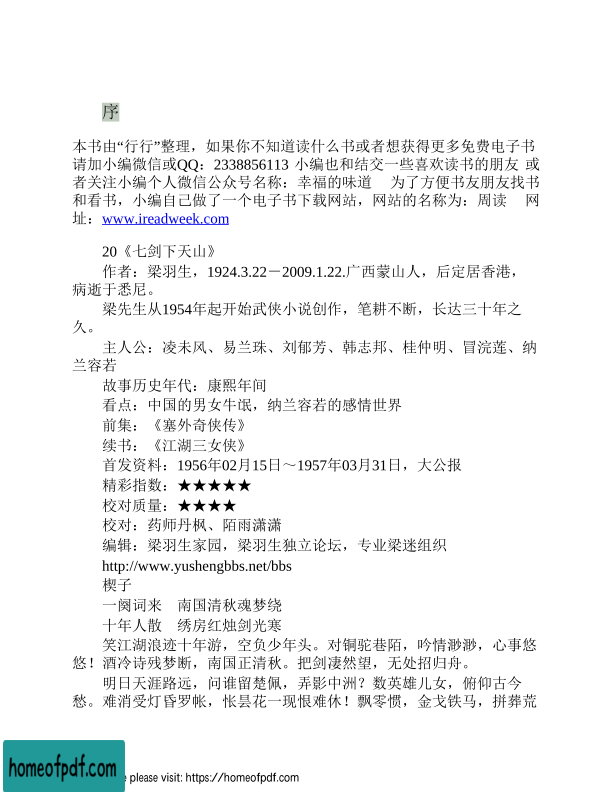 序
本书由“行行”整理，如果你不知道读什么书或者想获得更多免费电子书
请加小编微信或QQ：2338856113 小编也和结交一些喜欢读书的朋友 或
者关注小编个人微信公众号名称：幸福的味道 为了方便书友朋友找书
和看书，小编自己做了一个电子书下载网站，网站的名称为：周读 网
址：www.ireadweek.com
20《七剑下天山》
作者：梁羽生，1924.3.22－2009.1.22.广西蒙山人，后定居香港，
病逝于悉尼。
梁先生从1954年起开始武侠小说创作，笔耕不断，长达三十年之
久。
主人公：凌未风、易兰珠、刘郁芳、韩志邦、桂仲明、冒浣莲、纳
兰容若
故事历史年代：康熙年间
看点：中国的男女牛氓，纳兰容若的感情世界
前集：《塞外奇侠传》
续书：《江湖三女侠》
首发资料：1956年02月15日～1957年03月31日，大公报
精彩指数：★★★★★
校对质量：★★★★
校对：药师丹枫、陌雨潇潇
编辑：梁羽生家园，梁羽生独立论坛，专业梁迷组织
http://www.yushengbbs.net/bbs
楔子
一阕词来 南国清秋魂梦绕
十年人散 绣房红烛剑光寒
笑江湖浪迹十年游，空负少年头。对铜驼巷陌，吟情渺渺，心事悠
悠！酒冷诗残梦断，南国正清秋。把剑凄然望，无处招归舟。
明日天涯路远，问谁留楚佩，弄影中洲？数英雄儿女，俯仰古今
愁。难消受灯昏罗帐，怅昙花一现恨难休！飘零惯，金戈铁马，拼葬荒
homeofpdf.com
e please visit: https://homeofpdf.com